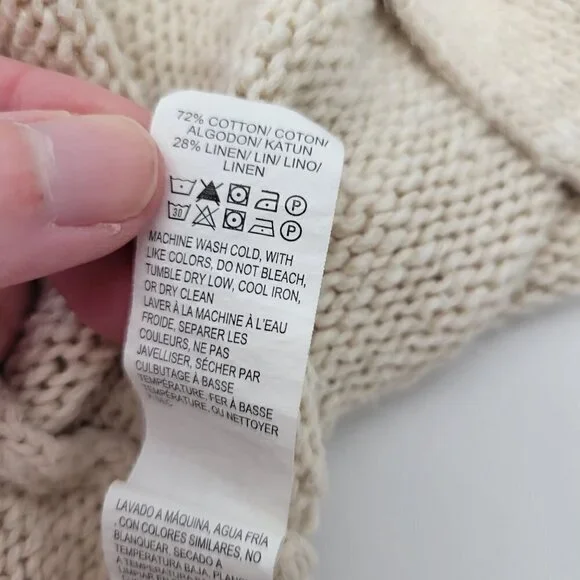 72% COTTON/ COTON/
ALGODON/ KATUN
28% LINEN/ LIN/ LINO/
LINEN
P
30 P
MACHINE WASH COLD, WITH
LIKE COLORS, DO NOT BLEACH,
TUMBLE DRY LOW, COOL IRON,
OR DRY CLEAN
LAVER À LA MACHINE À L'EAU
FROIDE, SEPARER LES
COULEURS, NE PAS
JAVELLISER, SÉCHER PAR
CULBUTAGE À BASSE
TEMPÉRATURE, FER À BASSE
TEMPÉRATURE, OU NETTOYER
LAVADO A MÁQUINA, AGUA FRÍA
, CON COLORES SIMILARES, NO
BLANQUEAR, SECADO A
TEMPERATURA BAJA,